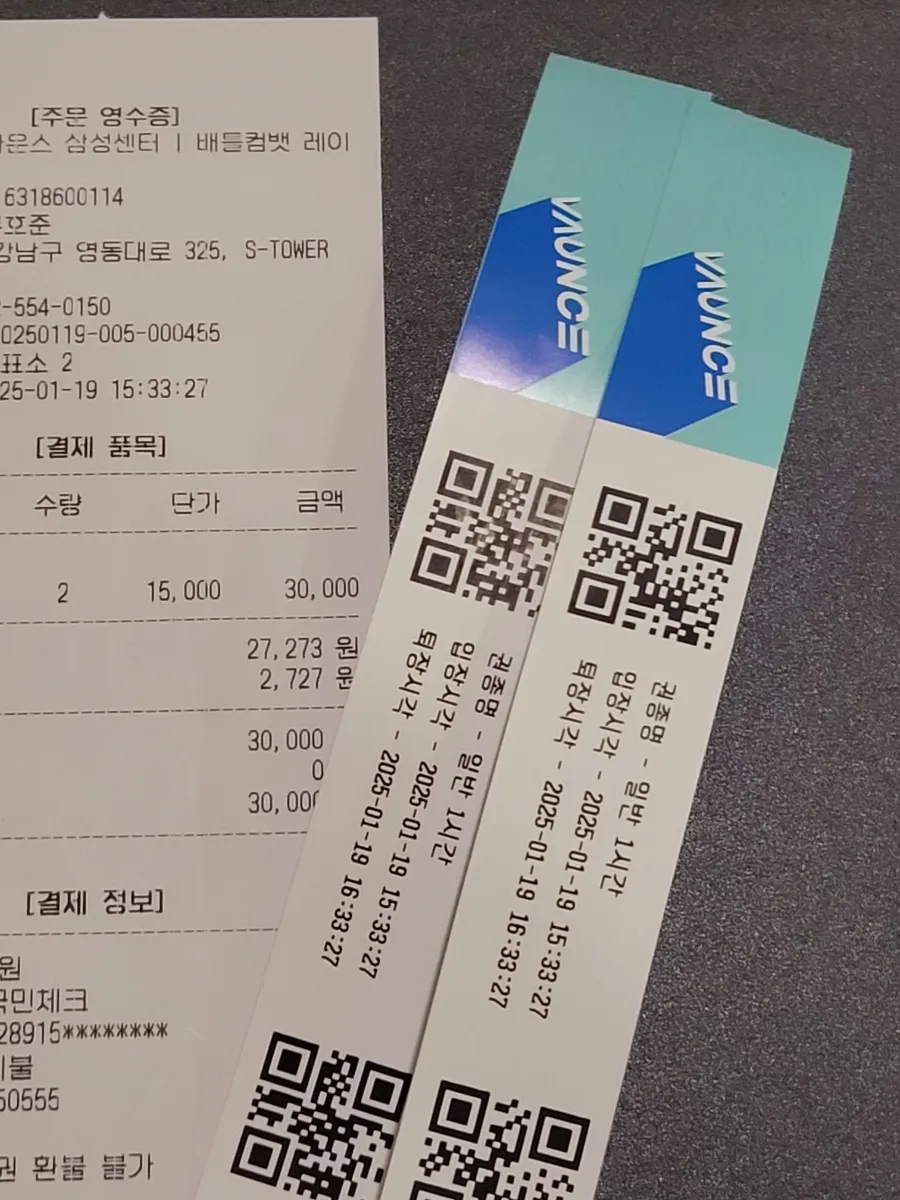 [주문 영수증]
삼성센터 | 배틀컴뱃 레이
6318600114
호준
강남구 영동대로 325, S-TOWER
-554-0150
0250119-005-000455
표소 2
25-01-19 15:33:27
[결제 품목]
수량 단가 금액
2 15,000 30,000
27,273 원
2,727 원
30,000
0
30,000
[결제 정보]
원
국민체크
28915********
불
50555
권 환불 불가
VAUNCE
권종명 - 일반 1시간
입장시각 - 2025-01-19 15:33:27
퇴장시각 - 2025-01-19 16:33:27
VAUNCE
권종명 - 일반 1시간
입장시각 - 2025-01-19 15:33:27
퇴장시각 - 2025-01-19 16:33:27